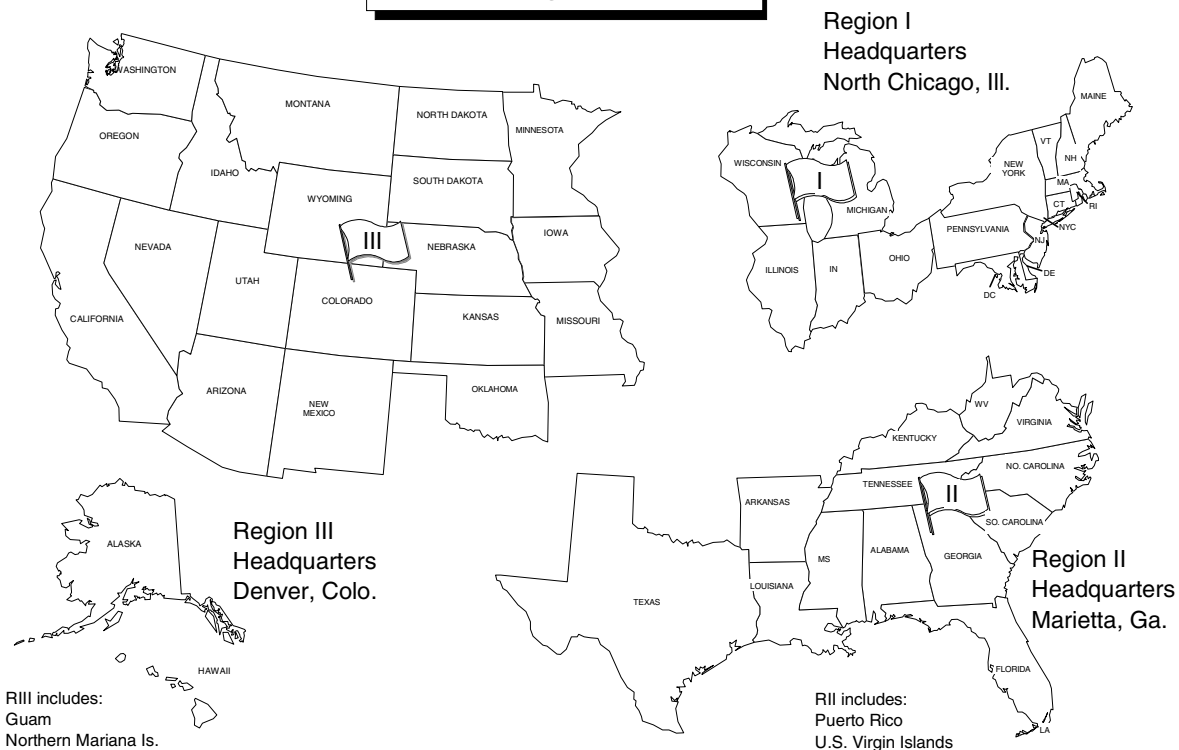 Region I
Headquarters
North Chicago, Ill.
WASHINGTON
MONTANA
NORTH DAKOTA
MINNESOTA
OREGON
IDAHO
SOUTH DAKOTA
WYOMING
III
NEBRASKA
IOWA
NEVADA
UTAH
COLORADO
CALIFORNIA
KANSAS
MISSOURI
ARIZONA
NEW
MEXICO
OKLAHOMA
MAINE
VT
NH
WISCONSIN
I
NEW
YORK
MA
MICHIGAN
CT
RI
PENNSYLVANIA
NYC
NJ
OHIO
ILLINOIS
IN
DE
DC
WV
VIRGINIA
KENTUCKY
NO. CAROLINA
TENNESSEE
II
ARKANSAS
SO. CAROLINA
MS
ALABAMA
GEORGIA
LOUISIANA
TEXAS
FLORIDA
LA
Region II
Headquarters
Marietta, Ga.
ALASKA
Region III
Headquarters
Denver, Colo.
HAWAII
RIII includes:
Guam
Northern Mariana Is.
RII includes:
Puerto Rico
U.S. Virgin Islands